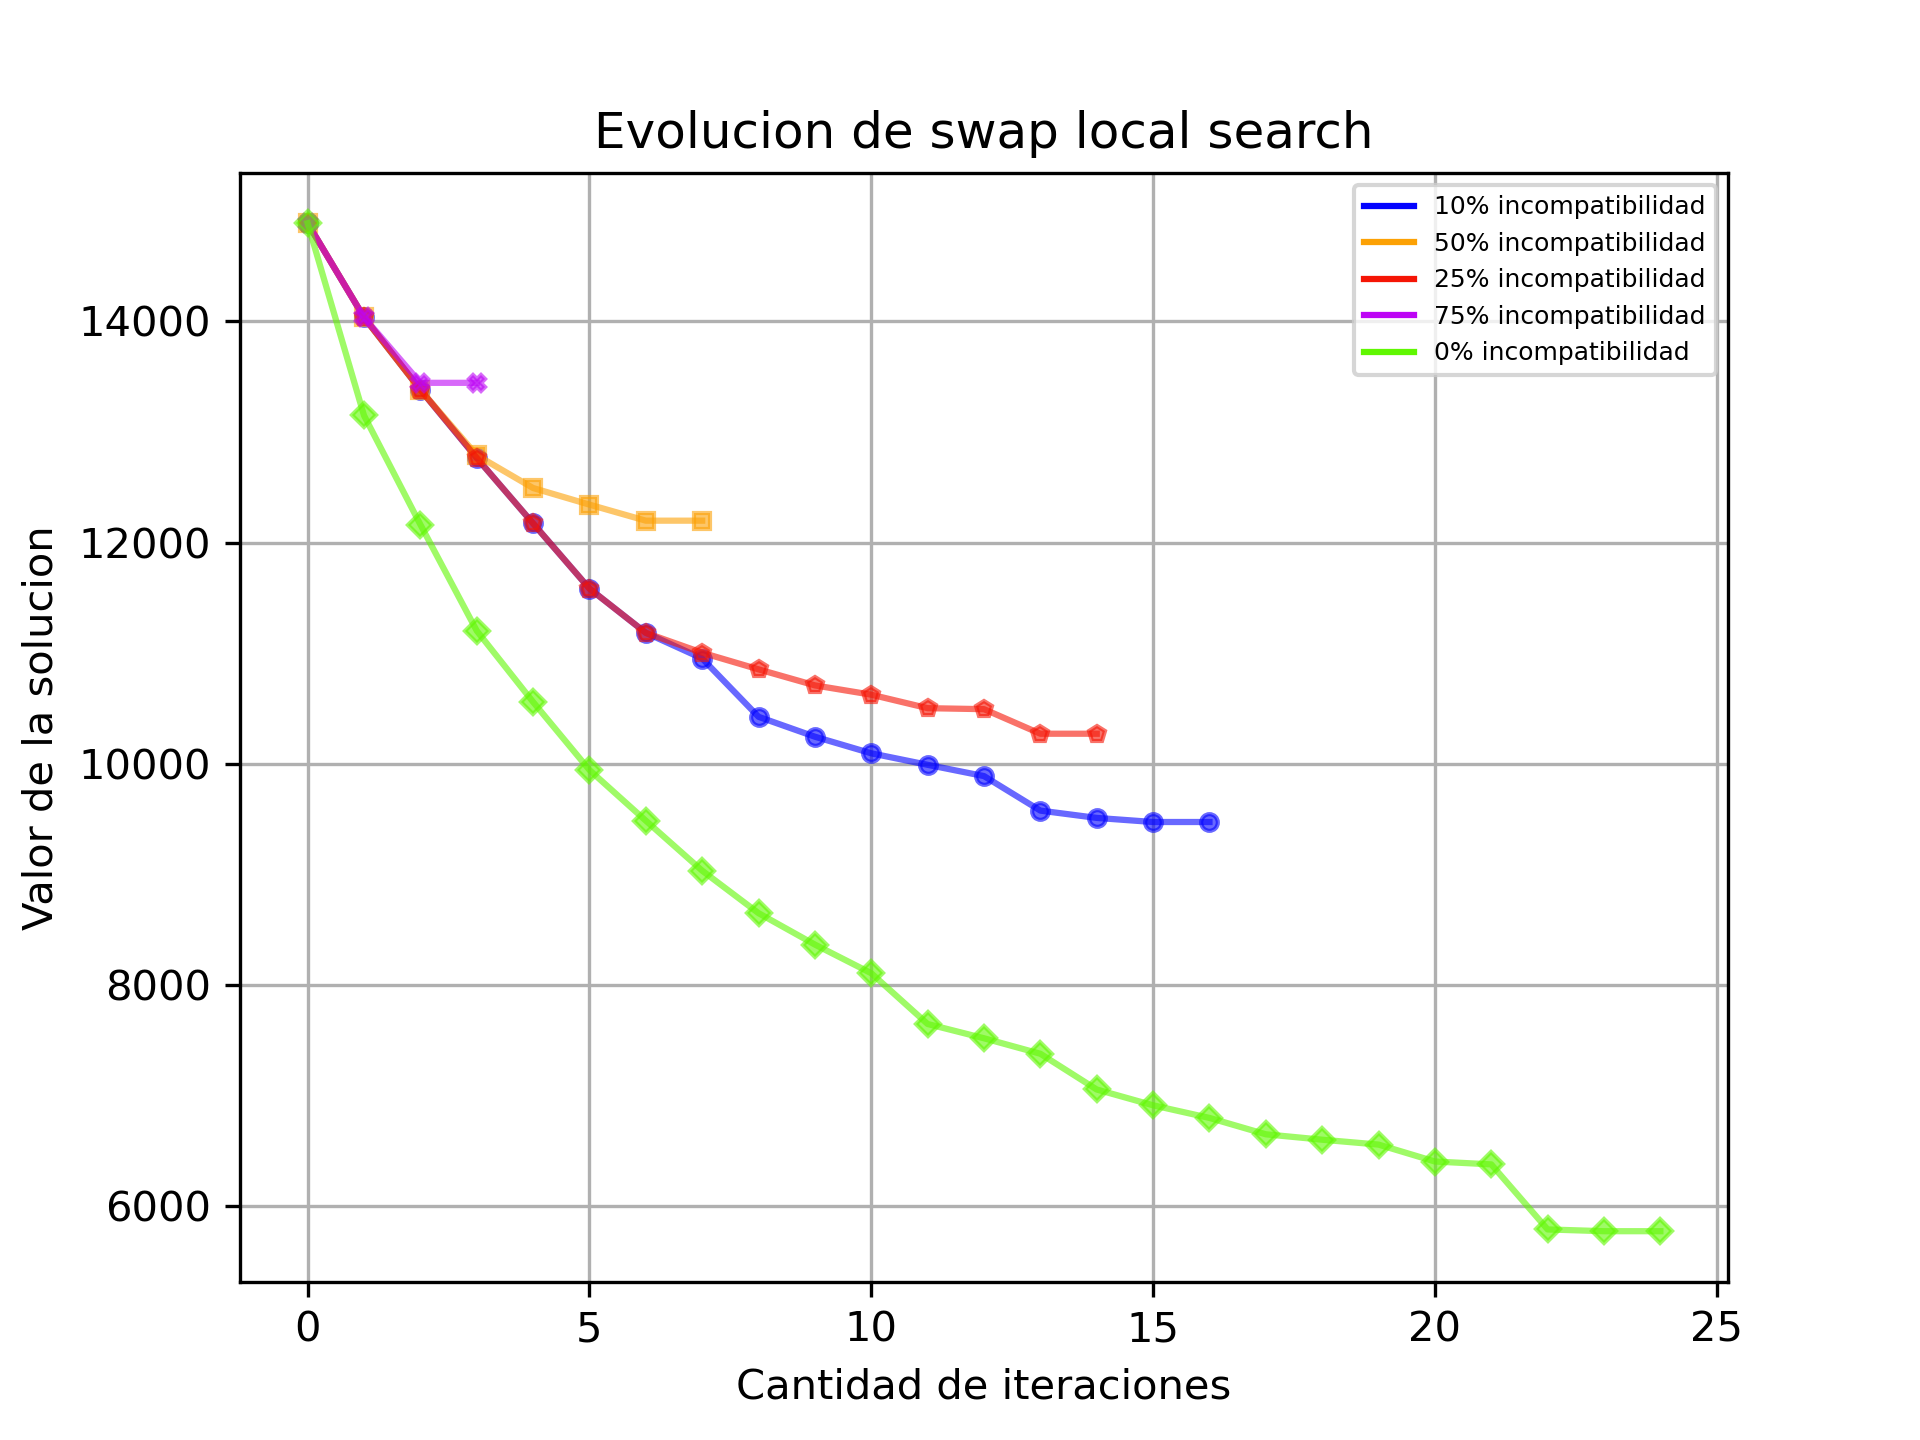 Evolucion de swap local search
10% incompatibilidad
50% incompatibilidad
25% incompatibilidad
75% incompatibilidad
0% incompatibilidad
Valor de la solucion
14000
12000
10000
8000
6000
0 5 10 15 20 25
Cantidad de iteraciones